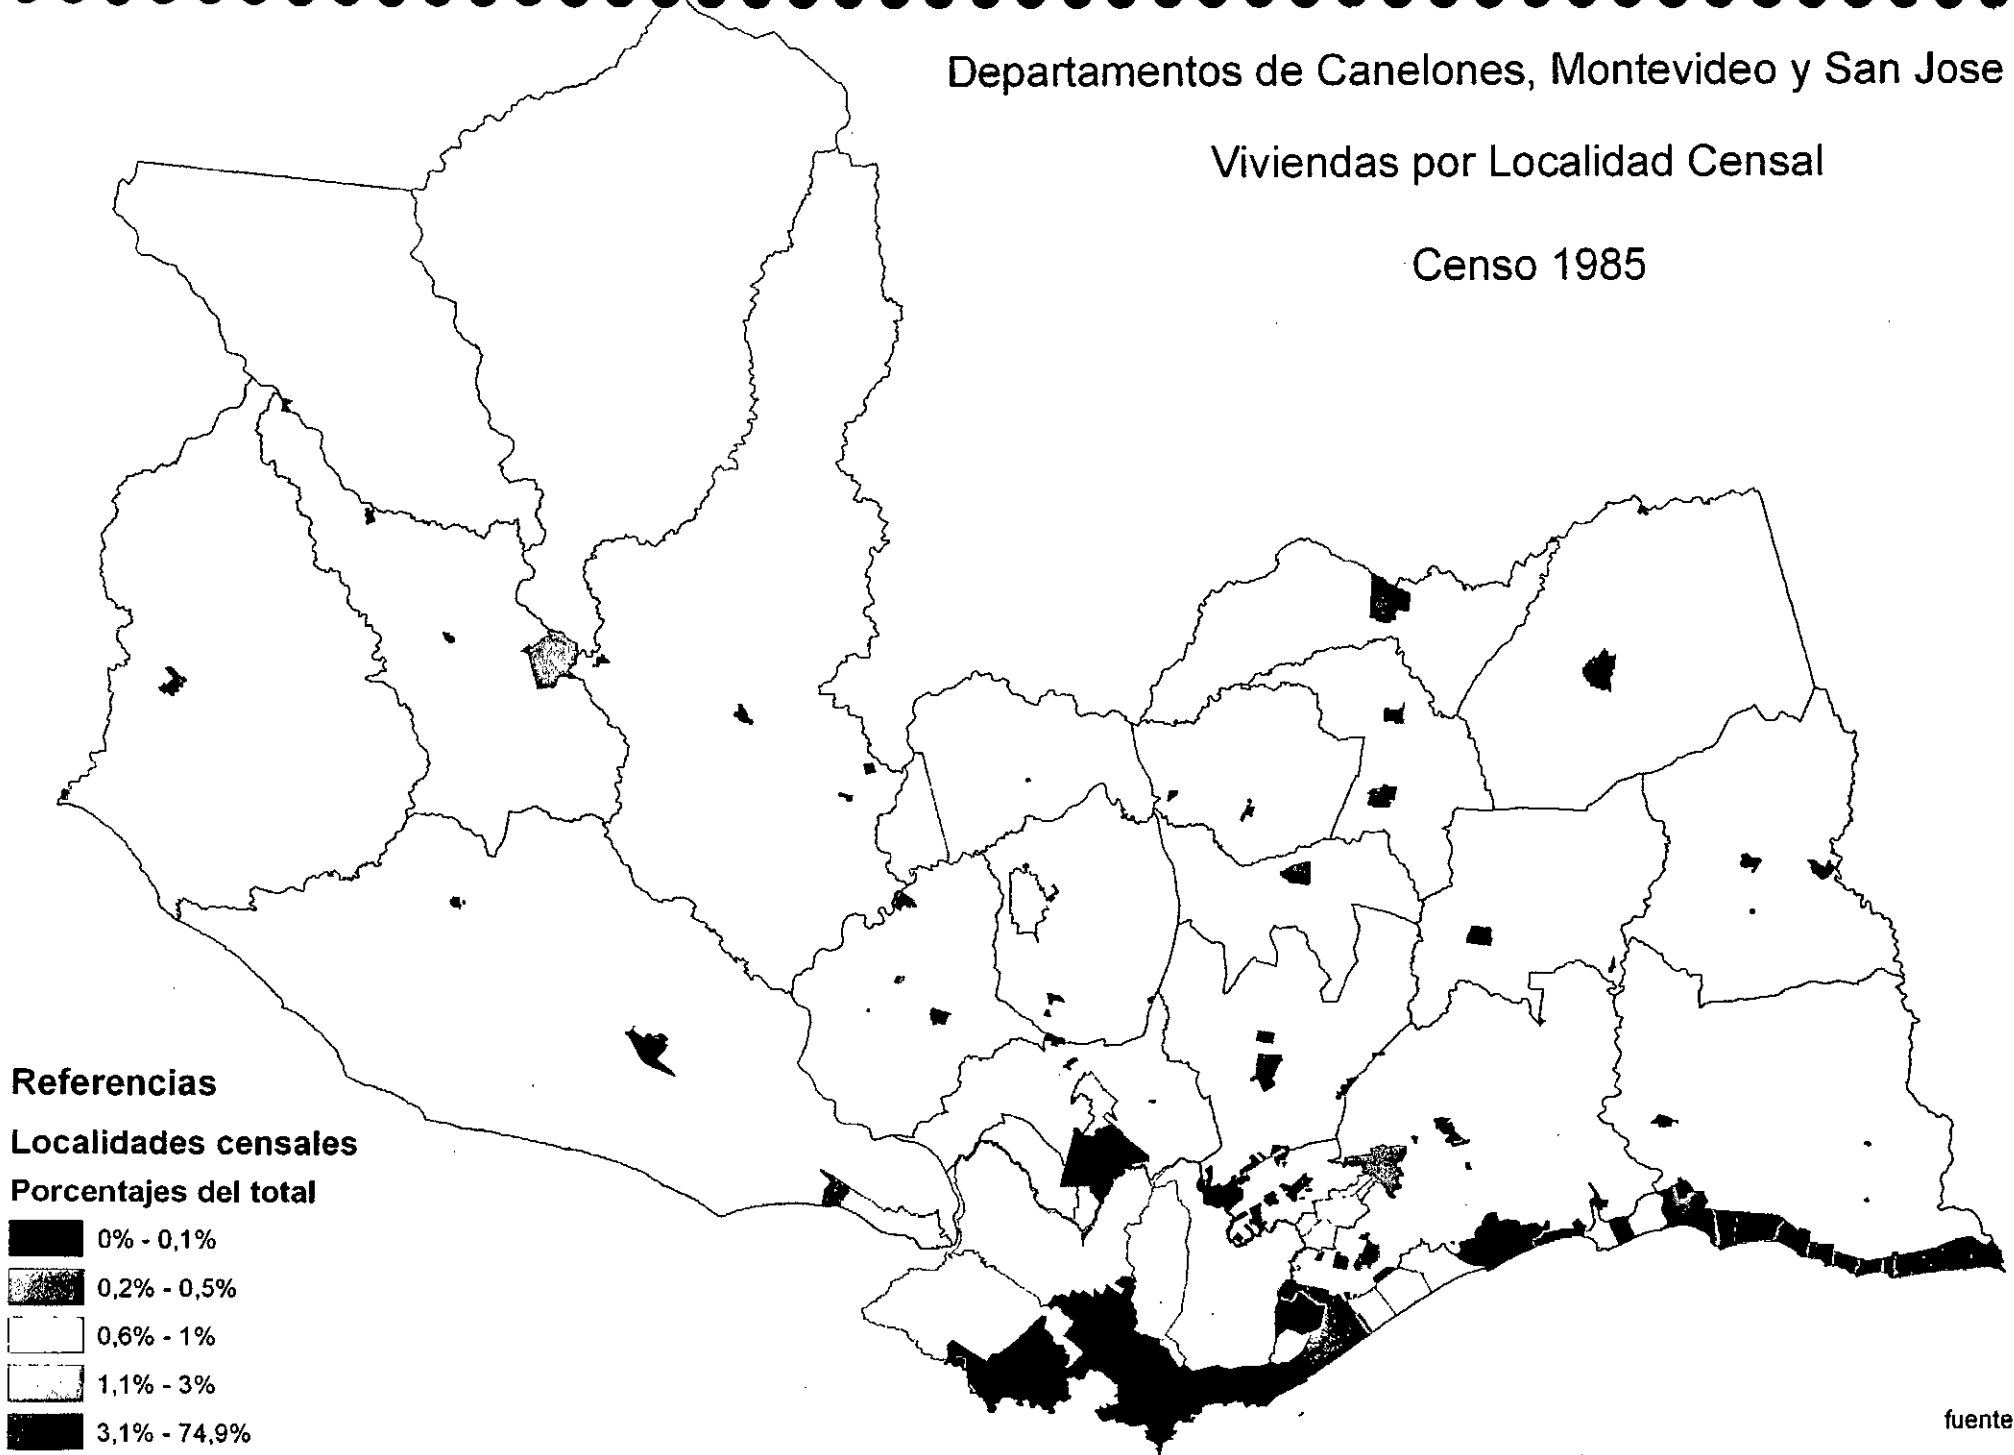 Departamentos de Canelones, Montevideo y San Jose
Viviendas por Localidad Censal
Censo 1985
Referencias
Localidades censales
Porcentajes del total
0% - 0,1%
0,2% - 0,5%
0,6% - 1%
1,1% - 3%
3,1% - 74,9%
fuente